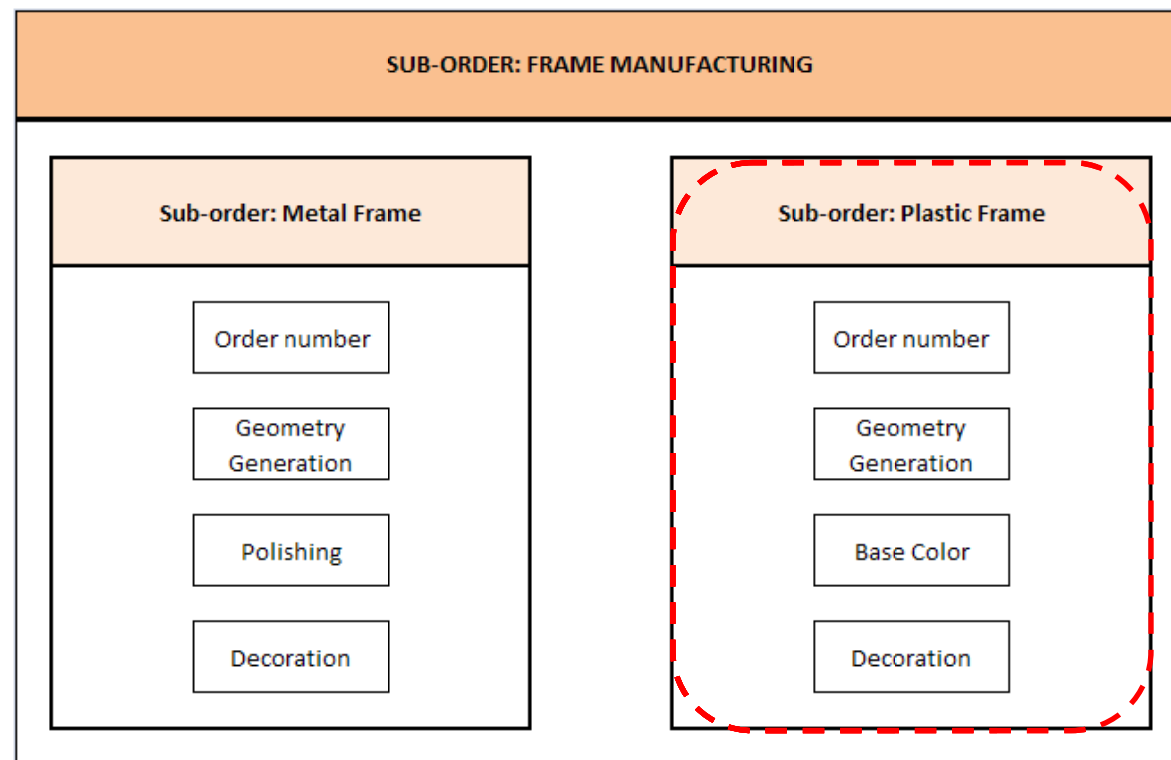 SUB-ORDER: FRAME MANUFACTURING
Sub-order: Metal Frame
Order number
Geometry
Generation
Polishing
Decoration
Sub-order: Plastic Frame
Order number
Geometry
Generation
Base Color
Decoration